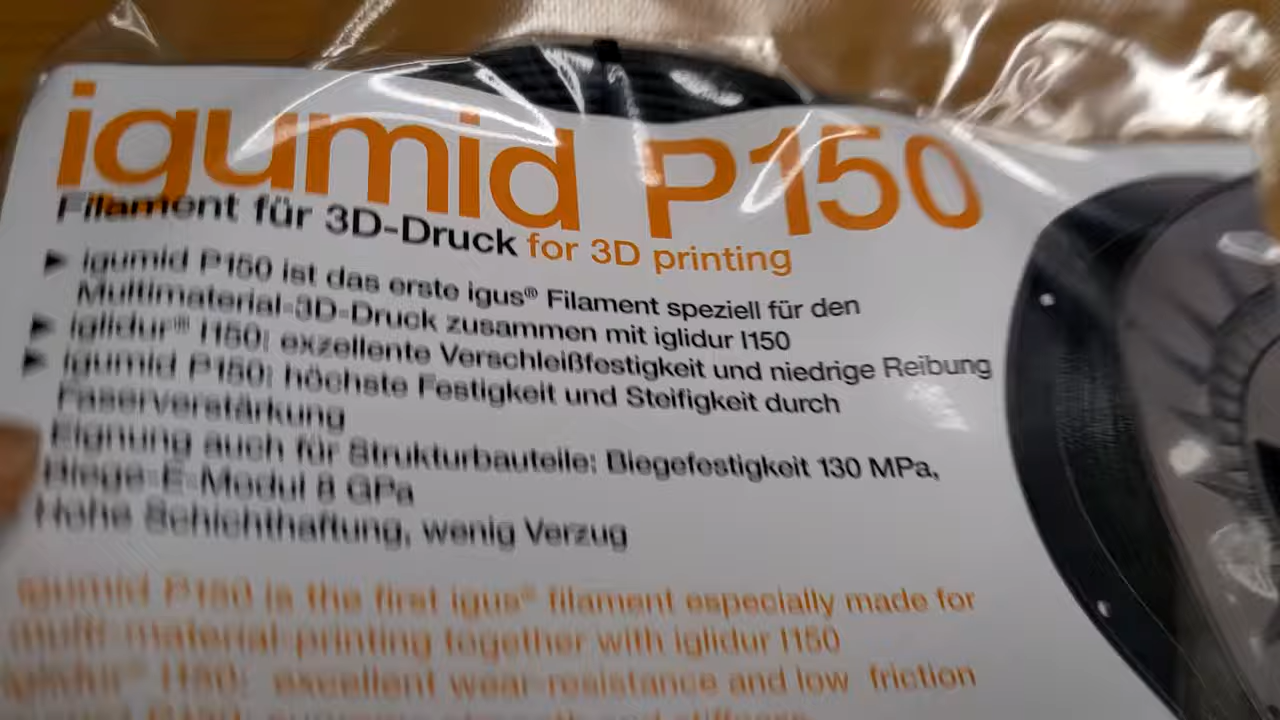 igumid P150
Filament für 3D-Druck for 3D printing
► igumid P150 ist das erste igus® Filament speziell für den
Multimaterial-3D-Druck zusammen mit iglidur I150
► iglidur® I150: exzellente Verschleißfestigkeit und niedrige Reibung
► igumid P150: höchste Festigkeit und Steifigkeit durch
Faserverstärkung
Eignung auch für Strukturbauteile: Biegefestigkeit 130 MPa,
Biege-E-Modul 8 GPa
Hohe Schichthaftung, wenig Verzug
igumid P150 is the first igus® filament especially made for
multi-material-printing together with iglidur I150
iglidur® I150: excellent wear-resistance and low friction